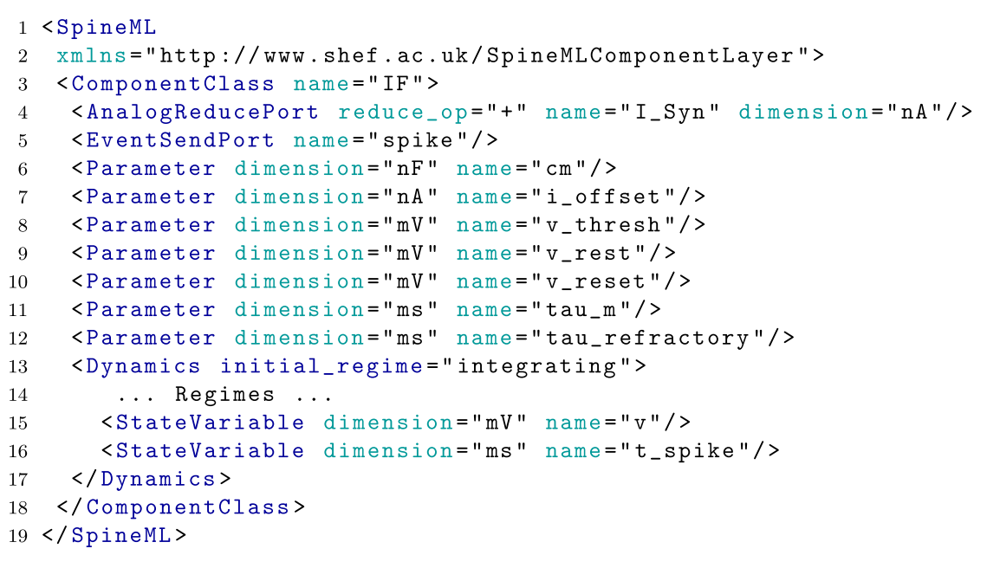 1 <SpineML
2  xmlns="http://www.shef.ac.uk/SpineMLComponentLayer">
3  <ComponentClass name="IF">
4   <AnalogReducePort reduce_op="+" name="I_Syn" dimension="nA"/>
5   <EventSendPort name="spike"/>
6   <Parameter dimension="nF" name="cm"/>
7   <Parameter dimension="nA" name="i_offset"/>
8   <Parameter dimension="mV" name="v_thresh"/>
9   <Parameter dimension="mV" name="v_rest"/>
10   <Parameter dimension="mV" name="v_reset"/>
11   <Parameter dimension="ms" name="tau_m"/>
12   <Parameter dimension="ms" name="tau_refractory"/>
13   <Dynamics initial_regime="integrating">
14      ... Regimes ...
15     <StateVariable dimension="mV" name="v"/>
16     <StateVariable dimension="ms" name="t_spike"/>
17   </Dynamics>
18  </ComponentClass>
19 </SpineML>